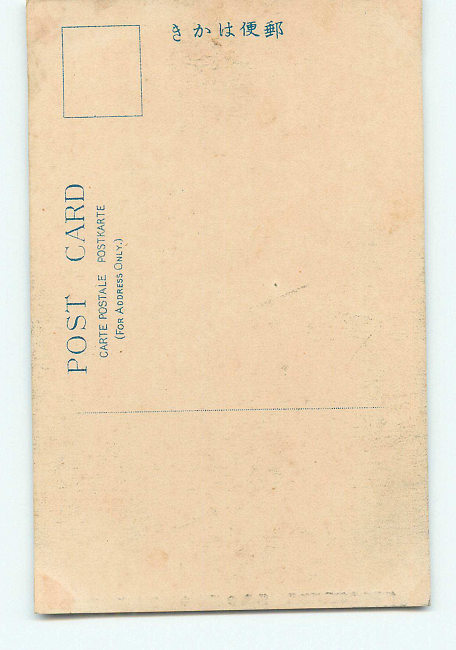 郵便はかき
POST CARD
CARTE POSTALE POSTKARTE
(FOR ADDRESS ONLY.)